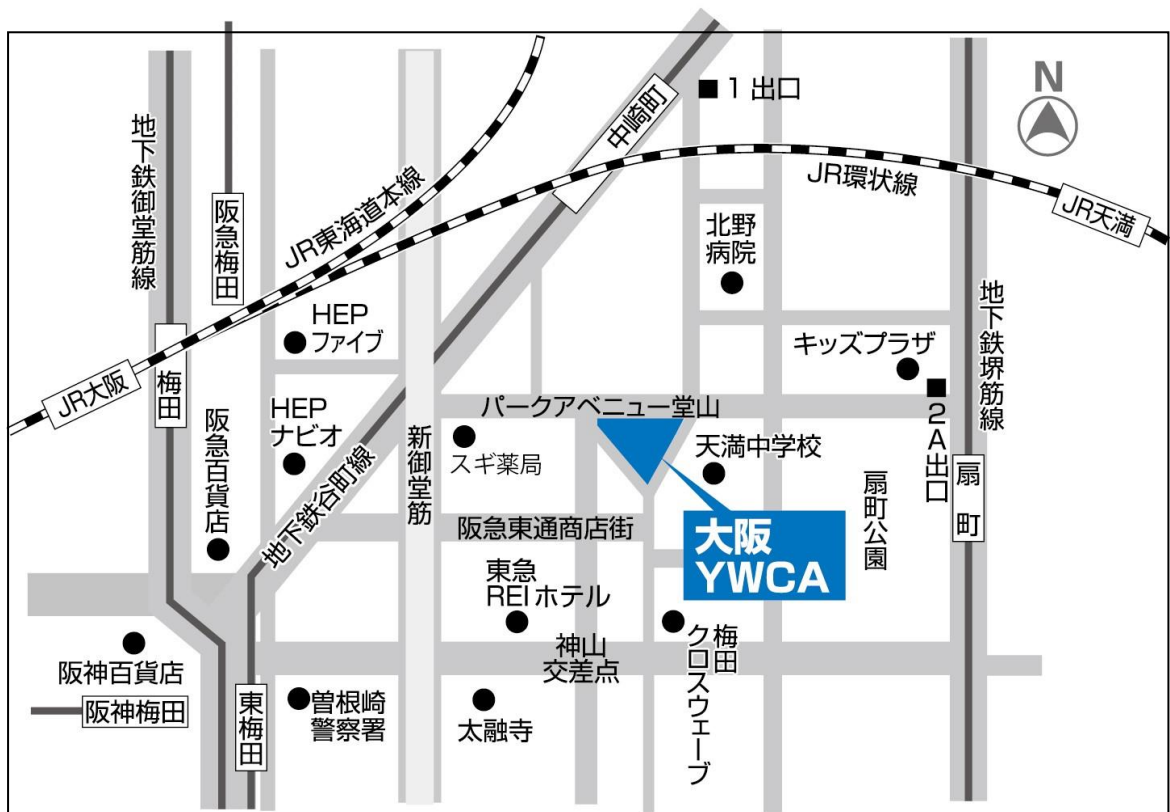 N
1 出口
中崎町
地下鉄御堂筋線
阪急梅田
JR東海道本線
JR環状線
JR天満
北野
病院
HEP
ファイブ
地下鉄堺筋線
キッズプラザ
JR大阪
梅田
2A出口
パークアベニュー堂山
HEP
ナビオ
阪急百貨店
新御堂筋
スギ薬局
天満中学校
地下鉄谷町線
扇町公園
扇町
阪急東通商店街
大阪
YWCA
東急
REIホテル
梅田
クロスウェーブ
神山
交差点
阪神百貨店
阪神梅田
東梅田
曽根崎
警察署
太融寺